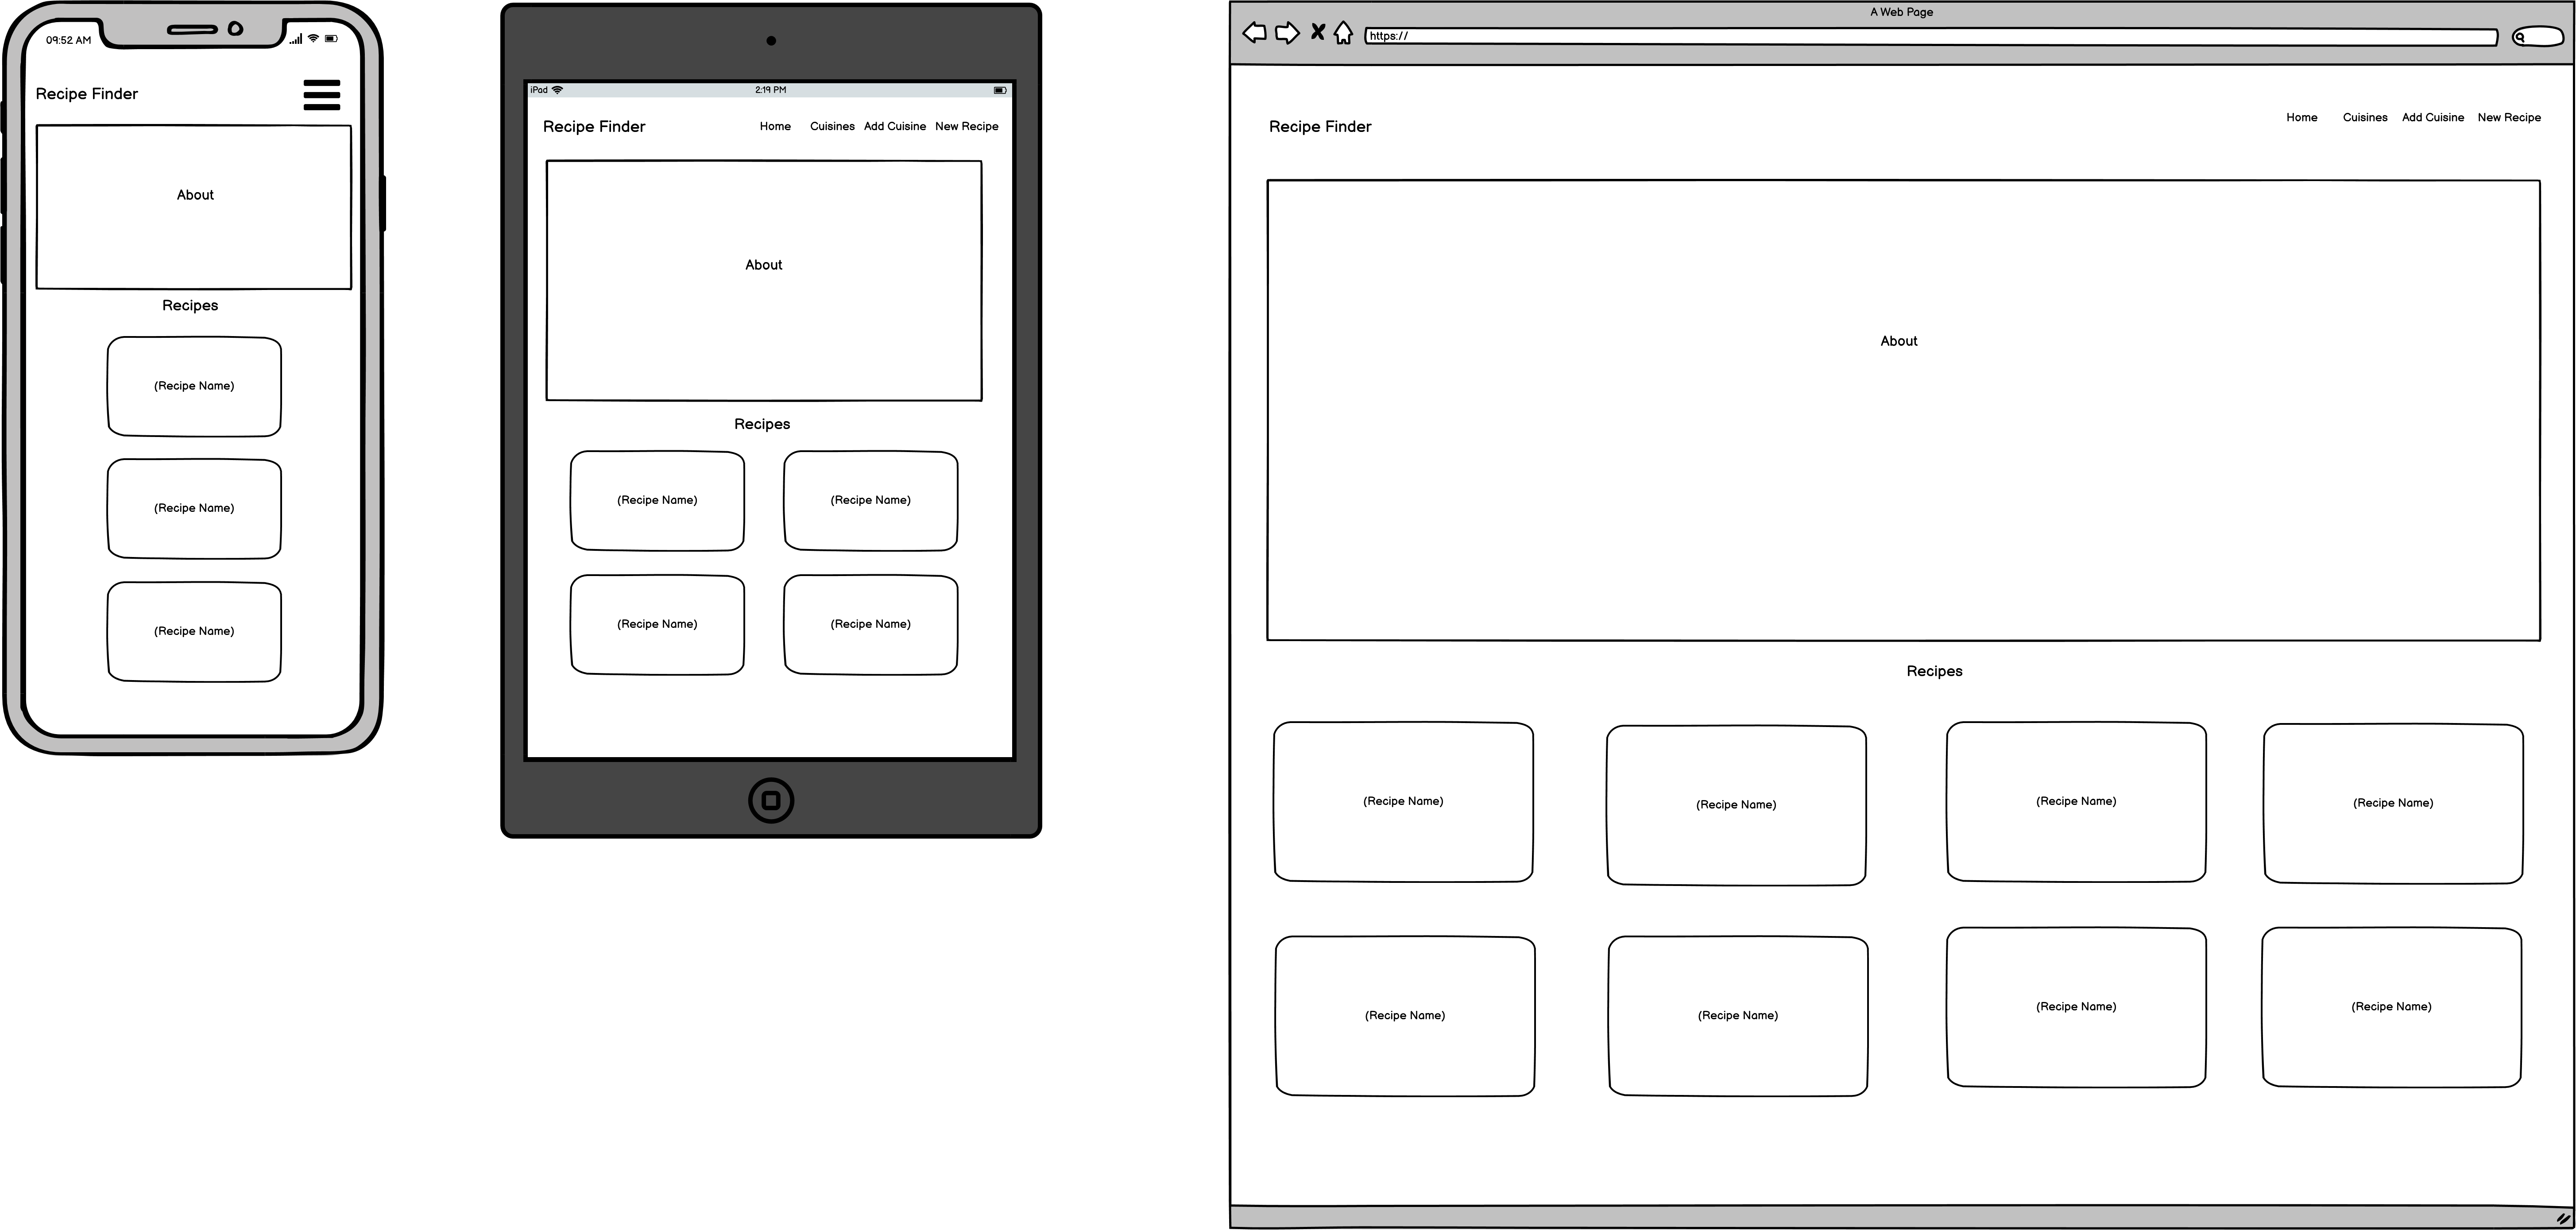 09:52 AM
Recipe Finder
About
Recipes
(Recipe Name)
(Recipe Name)
(Recipe Name)
iPad
2:19 PM
Recipe Finder
Home Cuisines Add Cuisine New Recipe
About
Recipes
(Recipe Name) (Recipe Name)
(Recipe Name) (Recipe Name)
A Web Page
https://
Recipe Finder
Home Cuisines Add Cuisine New Recipe
About
Recipes
(Recipe Name) (Recipe Name) (Recipe Name) (Recipe Name)
(Recipe Name) (Recipe Name) (Recipe Name) (Recipe Name)